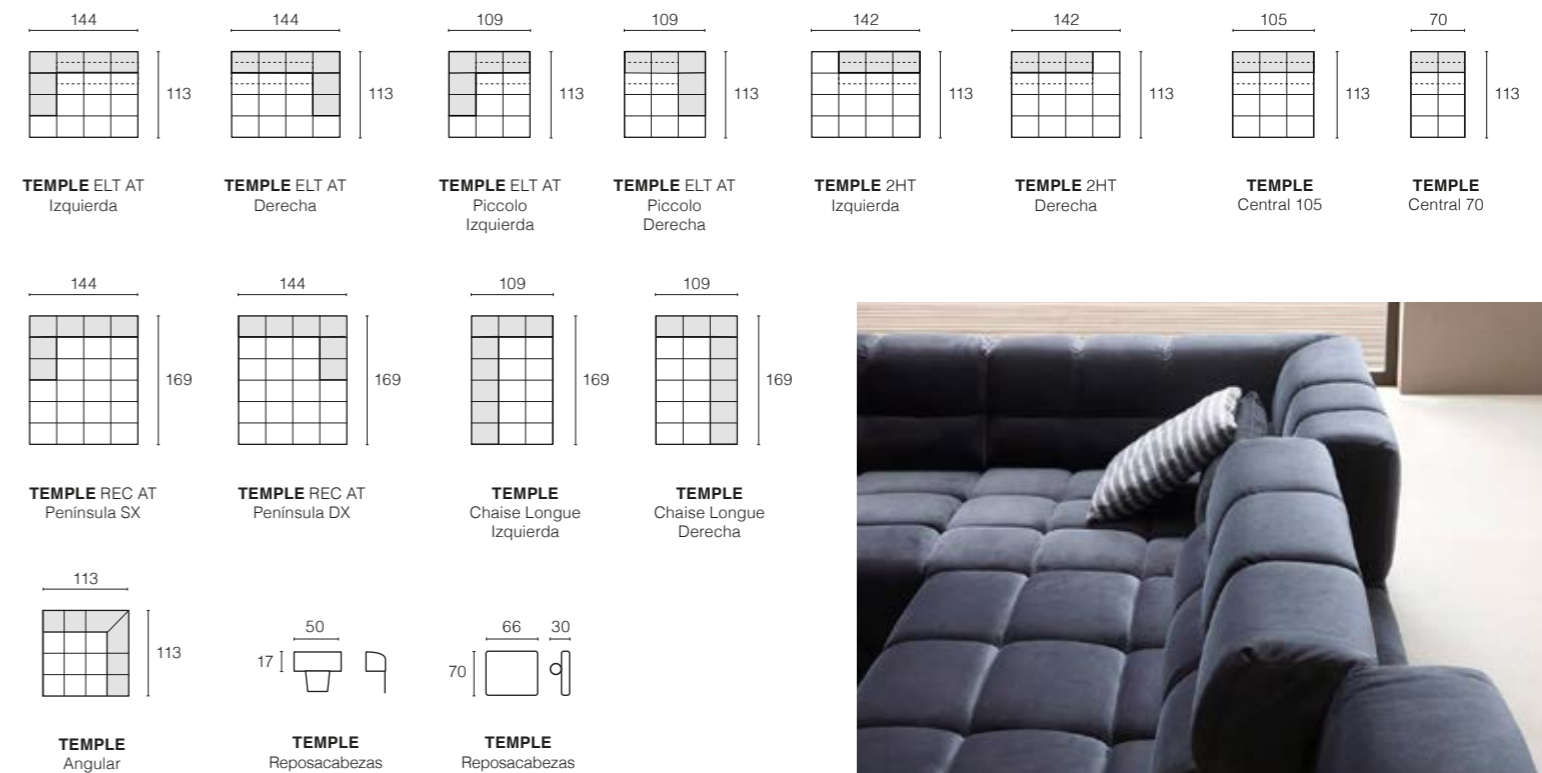 144 144 109 109 142 142 105 70
113 113 113 113 113 113 113 113
TEMPLE ELT AT
Izquierda
TEMPLE ELT AT
Derecha
TEMPLE ELT AT
Piccolo
Izquierda
TEMPLE ELT AT
Piccolo
Derecha
TEMPLE 2HT
Izquierda
TEMPLE 2HT
Derecha
TEMPLE
Central 105
TEMPLE
Central 70
144 144 109 109
169 169 169 169
TEMPLE REC AT
Península SX
TEMPLE REC AT
Península DX
TEMPLE
Chaise Longue
Izquierda
TEMPLE
Chaise Longue
Derecha
113
113
50
17
66 30
70
TEMPLE
Angular
TEMPLE
Reposacabezas
TEMPLE
Reposacabezas